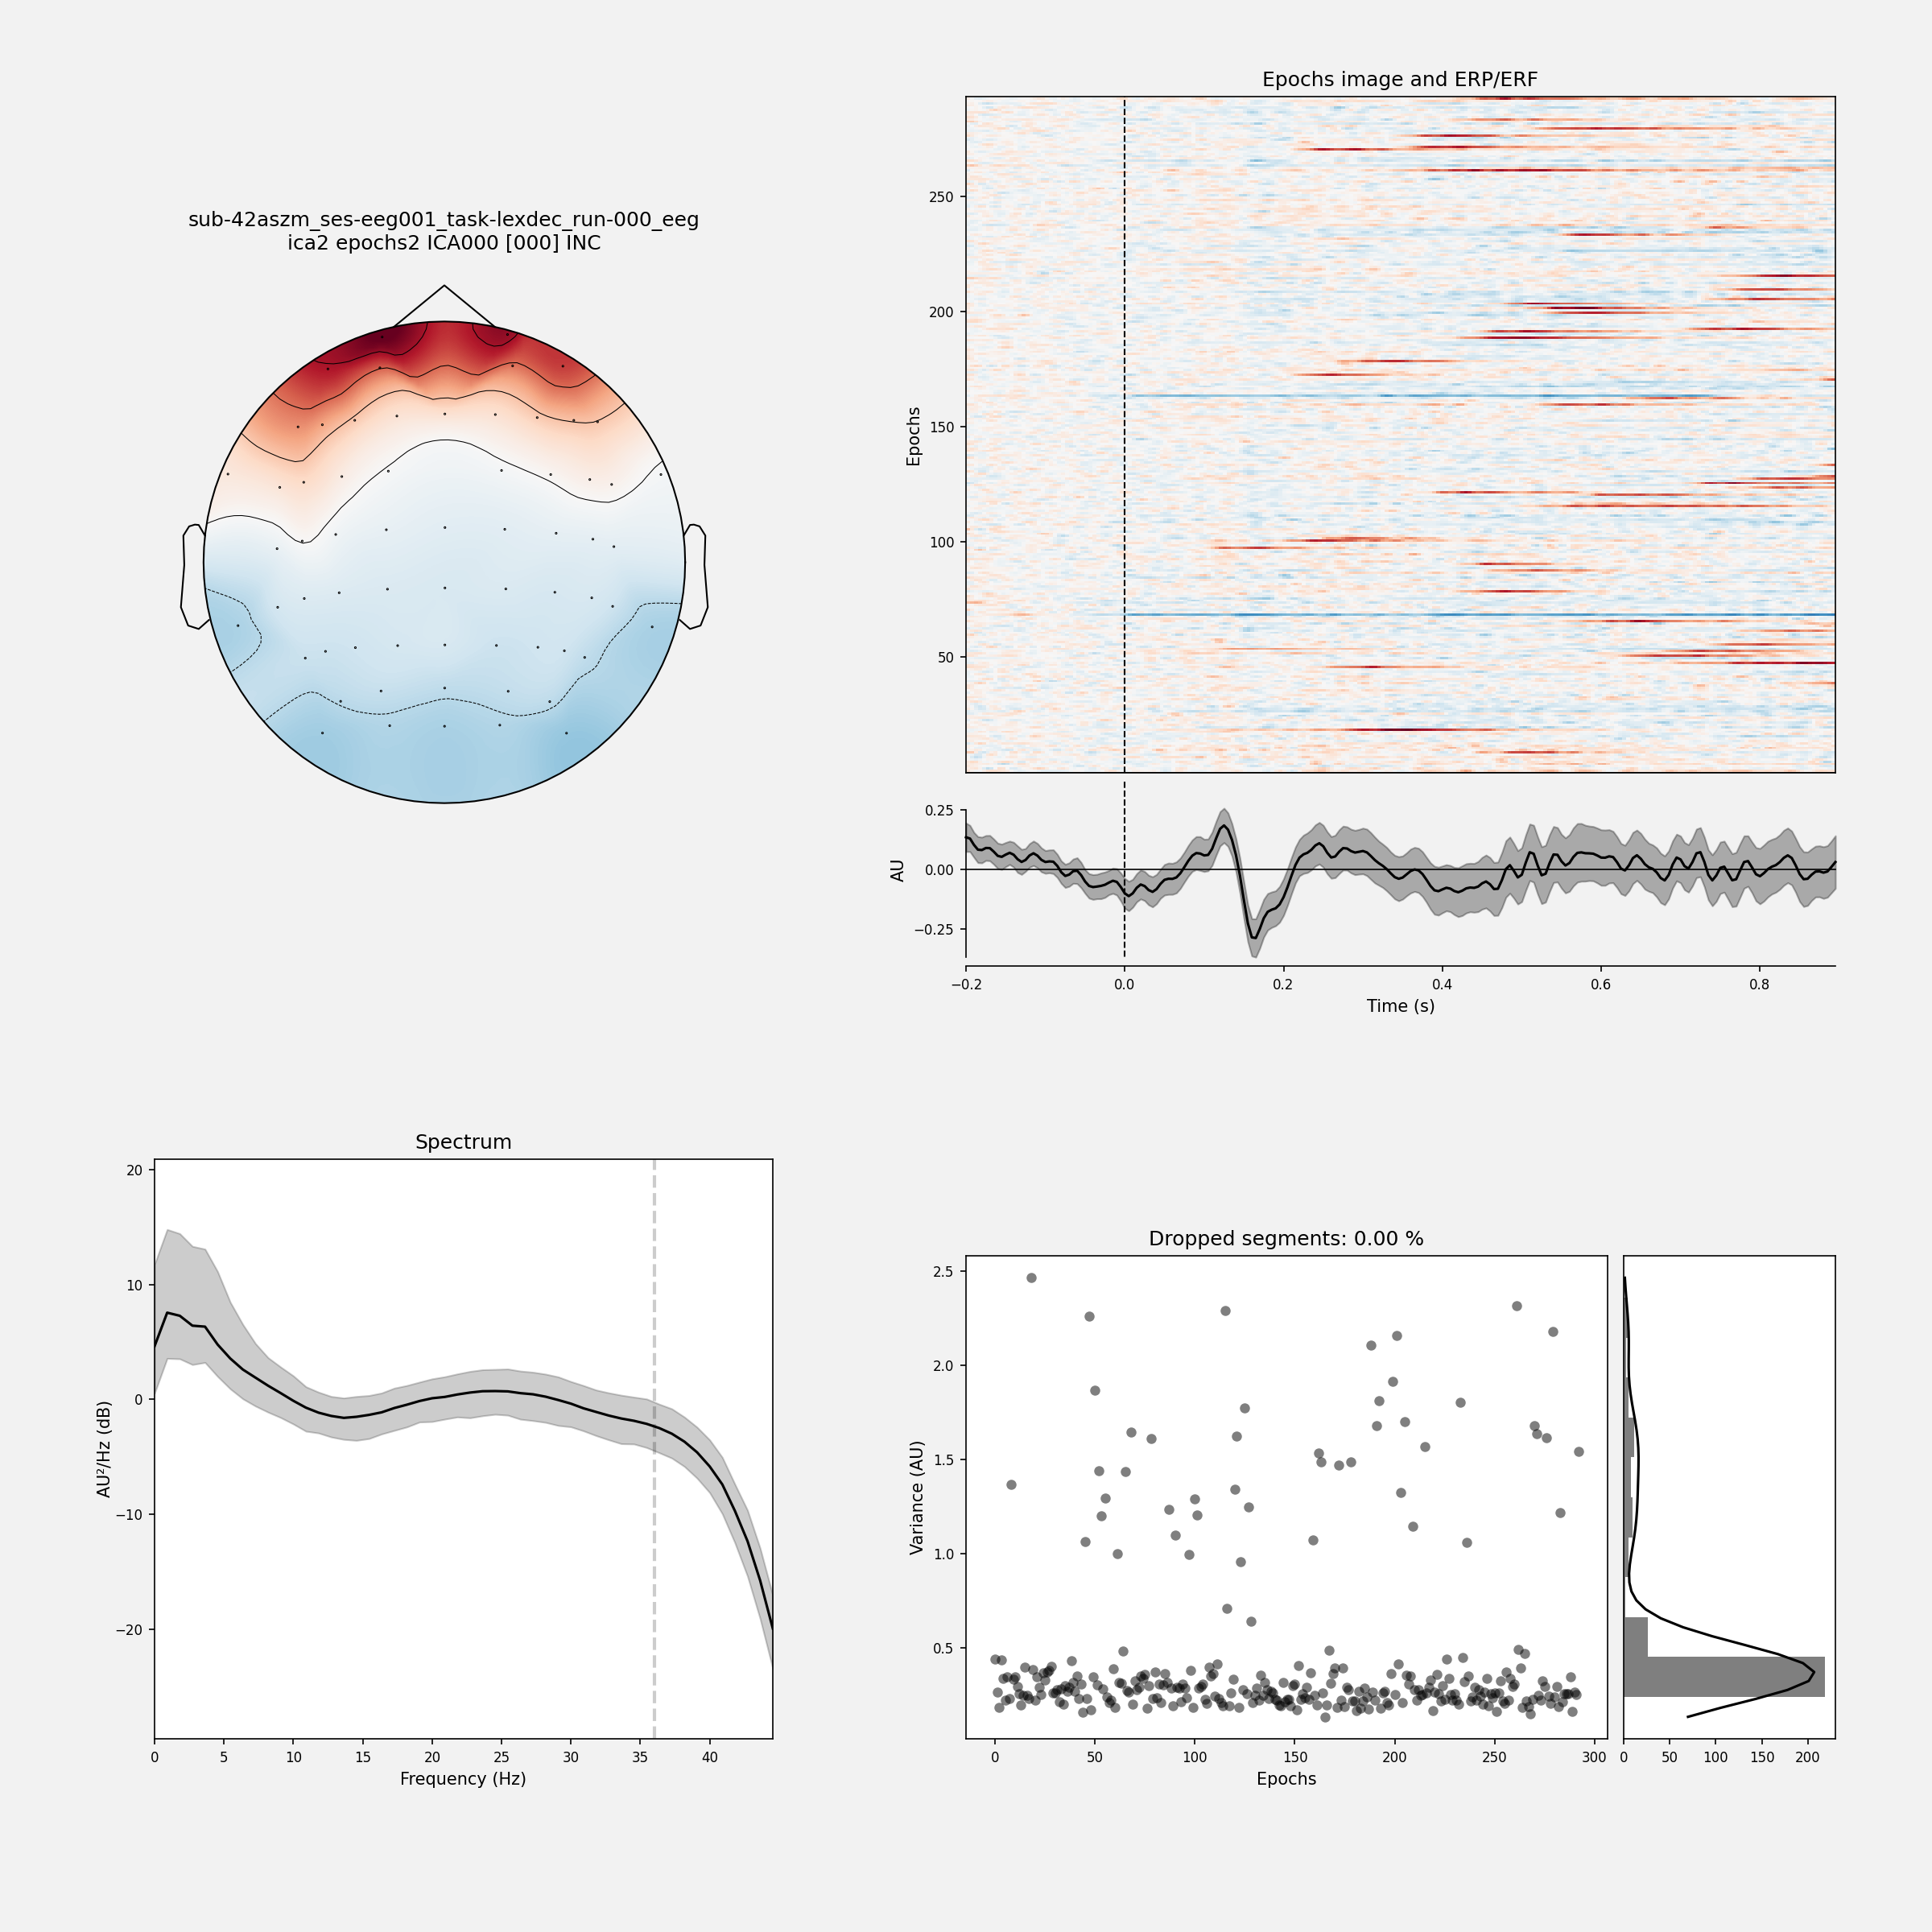 Epochs image and ERP/ERF
sub-42aszm_ses-eeg001_task-lexdec_run-000_eeg
ica2 epochs2 ICA000 [000] INC
Epochs
250
200
150
100
50
AU
0.25
0.00
−0.25
−0.2 0.0 0.2 0.4 0.6 0.8
Time (s)
Spectrum
AU²/Hz (dB)
20
10
0
−10
−20
0 5 10 15 20 25 30 35 40
Frequency (Hz)
Dropped segments: 0.00 %
Variance (AU)
2.5
2.0
1.5
1.0
0.5
0 50 100 150 200 250 300
Epochs
0 50 100 150 200